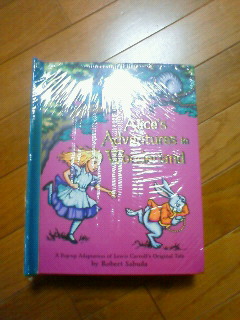 Alice's
Adventures in
Wonderland
A Pop-up Adaptation of Lewis Carroll's Original Tale
by Robert Sabuda